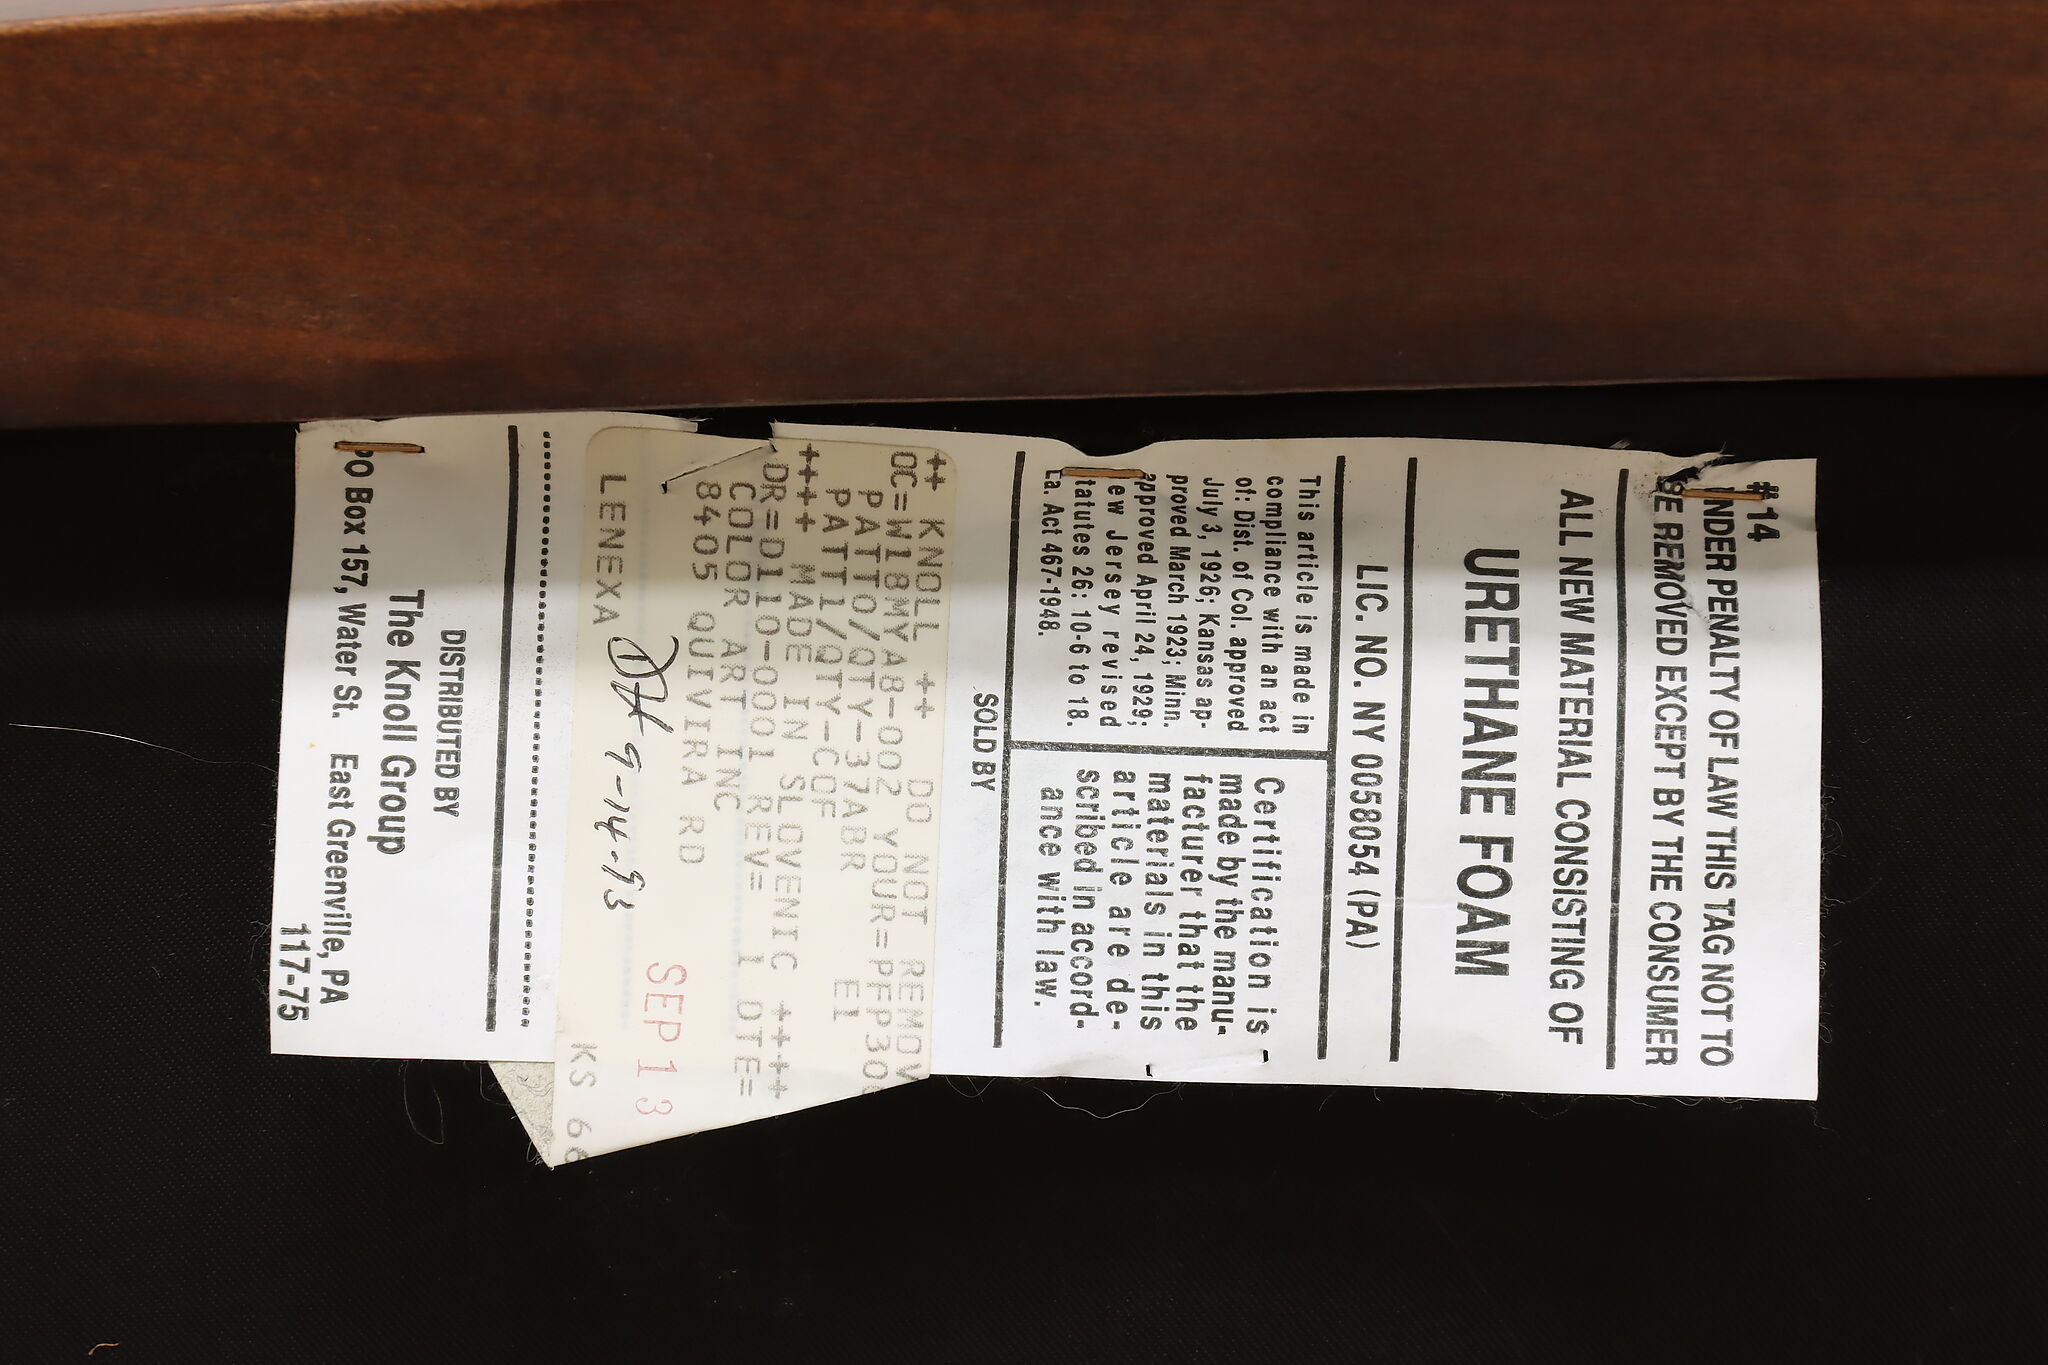 #14
UNDER PENALTY OF LAW THIS TAG NOT TO
BE REMOVED EXCEPT BY THE CONSUMER
ALL NEW MATERIAL CONSISTING OF
URETHANE FOAM
LIC. NO. NY 0058054 (PA)
This article is made in
compliance with an act
of: Dist. of Col. approved
July 3, 1926; Kansas ap-
proved March 1923; Minn.
approved April 24, 1929;
ew Jersey revised
tatutes 26: 10-6 to 18.
La. Act 467-1948.
Certification is
made by the manu-
facturer that the
materials in this
article are de-
scribed in accord-
ance with law.
SOLD BY
++ KNOLL ++ DO NOT REMOV
OC=W18MYAB-002 YOUR=PFP300
PATTO/QTY-37ABR
PATT1/QTY-COF E1
++++ MADE IN SLOVENIC ++++
DR=D110-0001 REV= 1 DTE=
COLOR ART INC
8405 QUIVIRA RD
LENEXA KS 66
9-14-93
SEP 13
DISTRIBUTED BY
The Knoll Group
PO Box 157, Water St. East Greenville, PA
117-75